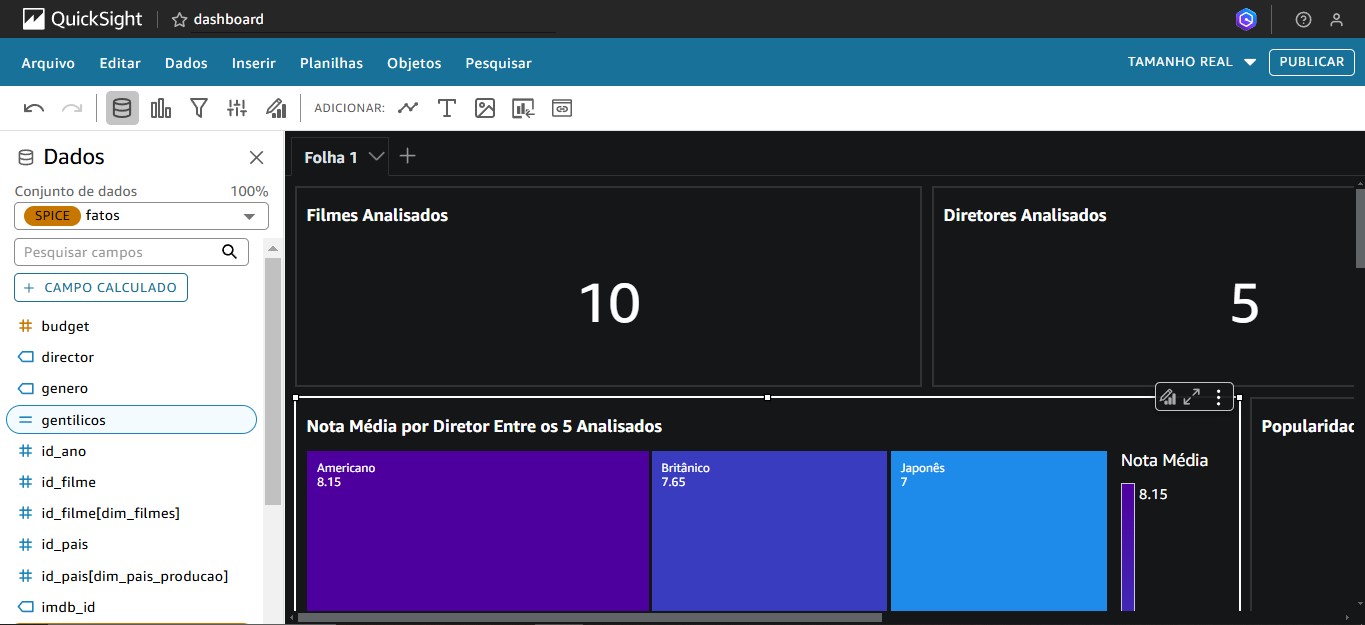 QuickSight
dashboard
Arquivo Editar Dados Inserir Planilhas Objetos Pesquisar TAMANHO REAL PUBLICAR
ADICIONAR:
Dados
Conjunto de dados 100%
SPICE fatos
Pesquisar campos
+ CAMPO CALCULADO
budget
director
genero
gentilicos
id_ano
id_filme
id_filme[dim_filmes]
id_pais
id_pais[dim_pais_producao]
imdb_id
Folha 1
Filmes Analisados
10
Diretores Analisados
5
Nota Média por Diretor Entre os 5 Analisados
Americano
8.15
Britânico
7.65
Japonês
7
Nota Média
8.15
Popularidad